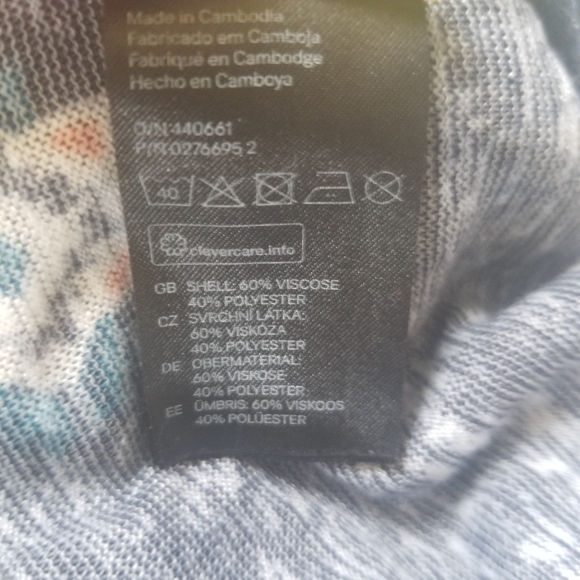 Made in Cambodia
Fabricado em Camboja
Fabriqué en Cambodge
Hecho en Camboya
O/N:440661
P/N:0276695 2
40
clevercare.info
GB SHELL: 60% VISCOSE
40% POLYESTER
CZ SVRCHNÍ LÁTKA:
60% VISKÓZA
40% POLYESTER
DE OBERMATERIAL:
60% VISKOSE
40% POLYESTER
EE ÜMBRIS: 60% VISKOOS
40% POLÜESTER